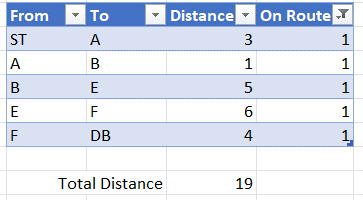 From To Distance On Route
ST A 3 1
A B 1 1
B E 5 1
E F 6 1
F DB 4 1
Total Distance 19